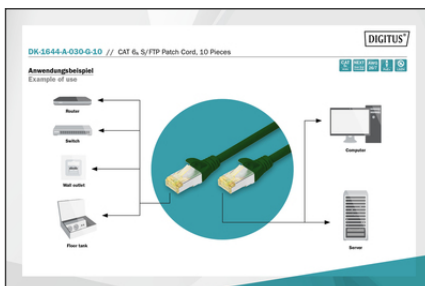 DIGITUS®
DK-1644-A-030-G-10 // CAT 6A S/FTP Patch Cord, 10 Pieces
Anwendungsbeispiel
Example of use
Router
Switch
Wall outlet
Floor tank
Computer
Server